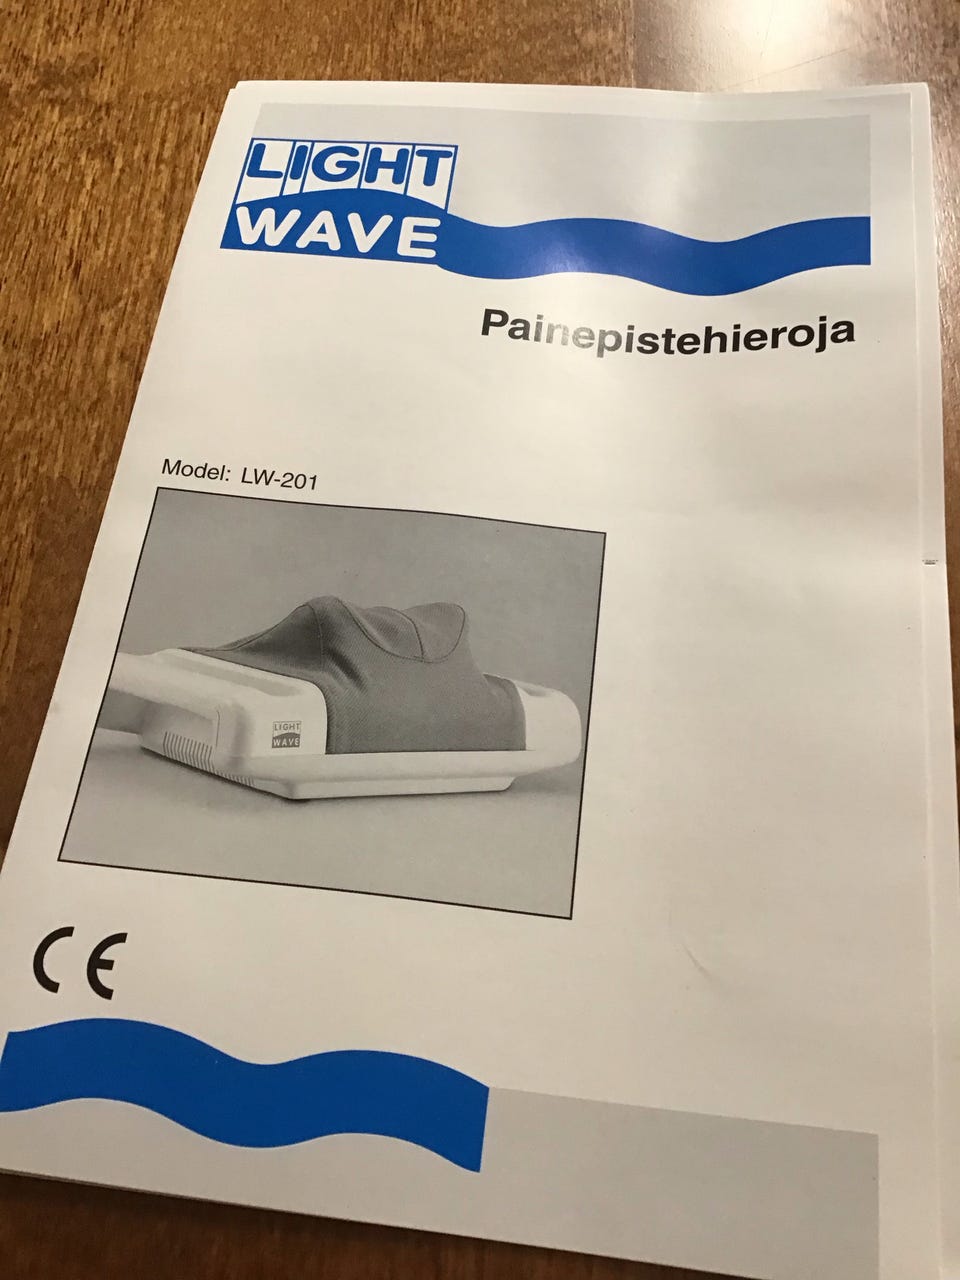 LIGHT
WAVE
Painepistehieroja
Model: LW-201
LIGHT
WAVE
CE